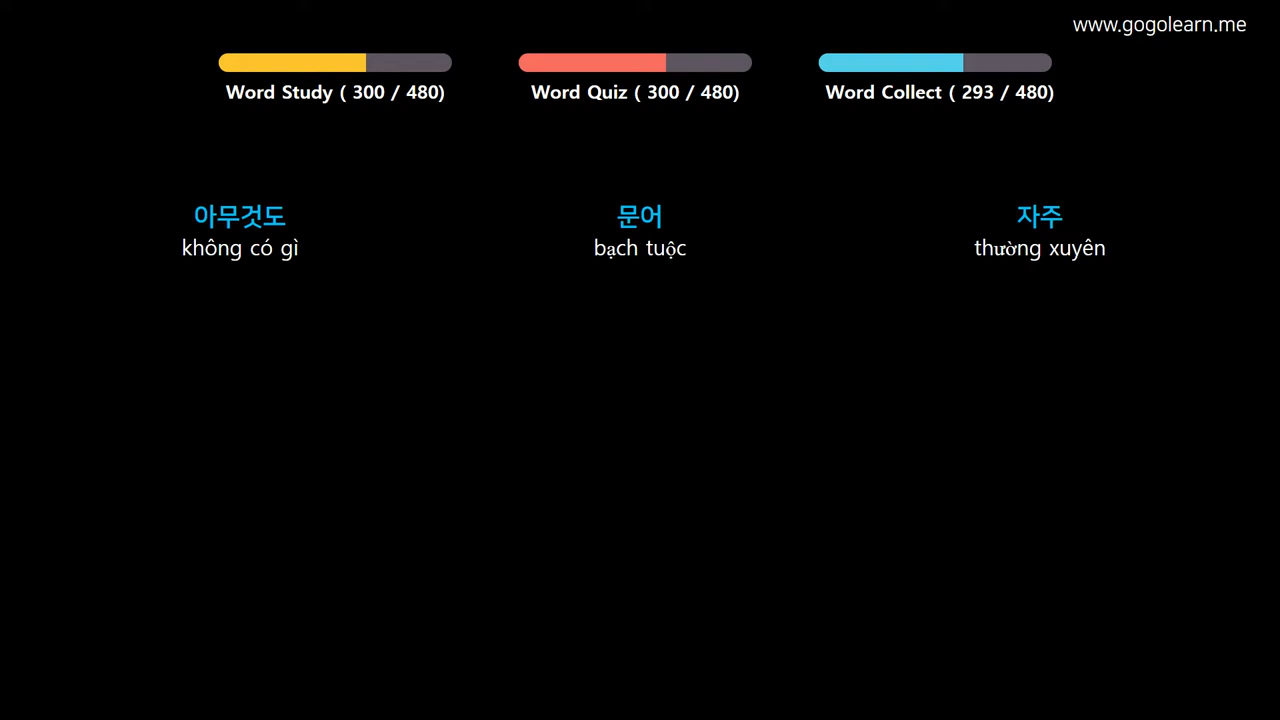 www.gogolearn.me
Word Study ( 300 / 480)
Word Quiz ( 300 / 480)
Word Collect ( 293 / 480)
아무것도
không có gì
문어
bạch tuộc
자주
thường xuyên